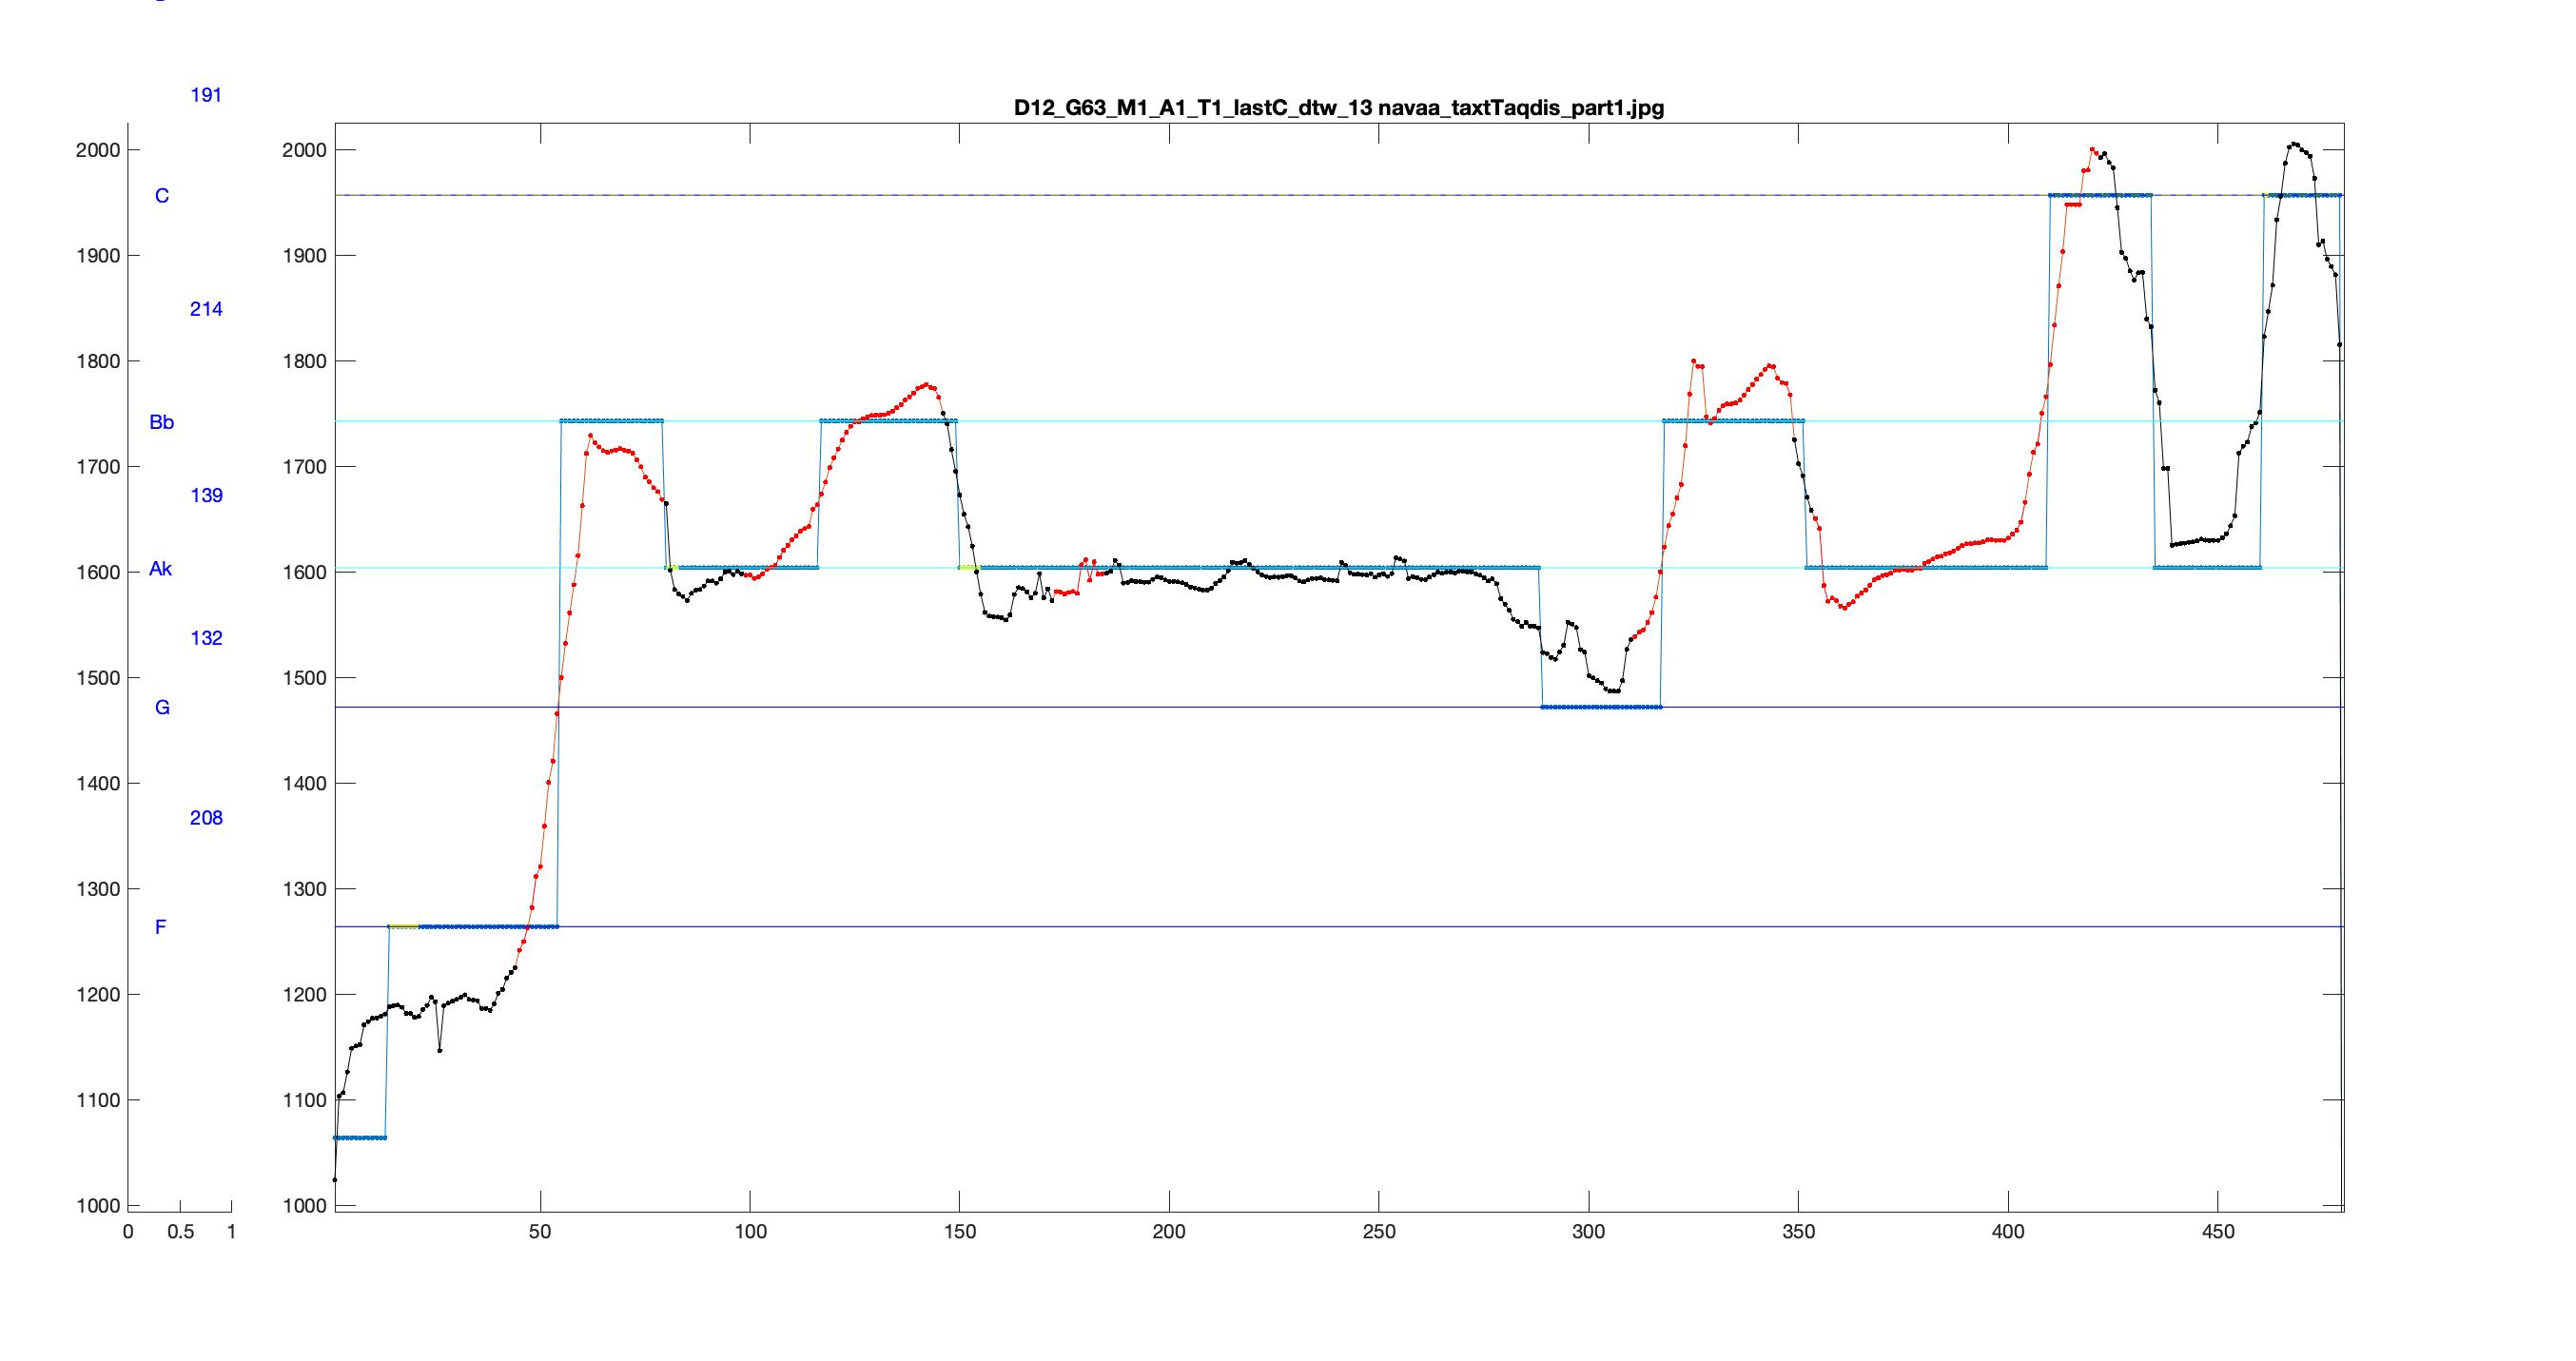 191
D12_G63_M1_A1_T1_lastC_dtw_13 navaa_taxtTaqdis_part1.jpg
2000 2000
C
1900 1900
214
1800 1800
Bb
139
1700 1700
Ak
1600 1600
132
1500 1500
G
1400 1400
208
1300 1300
F
1200 1200
1100 1100
1000 1000
0 0.5 1 50 100 150 200 250 300 350 400 450